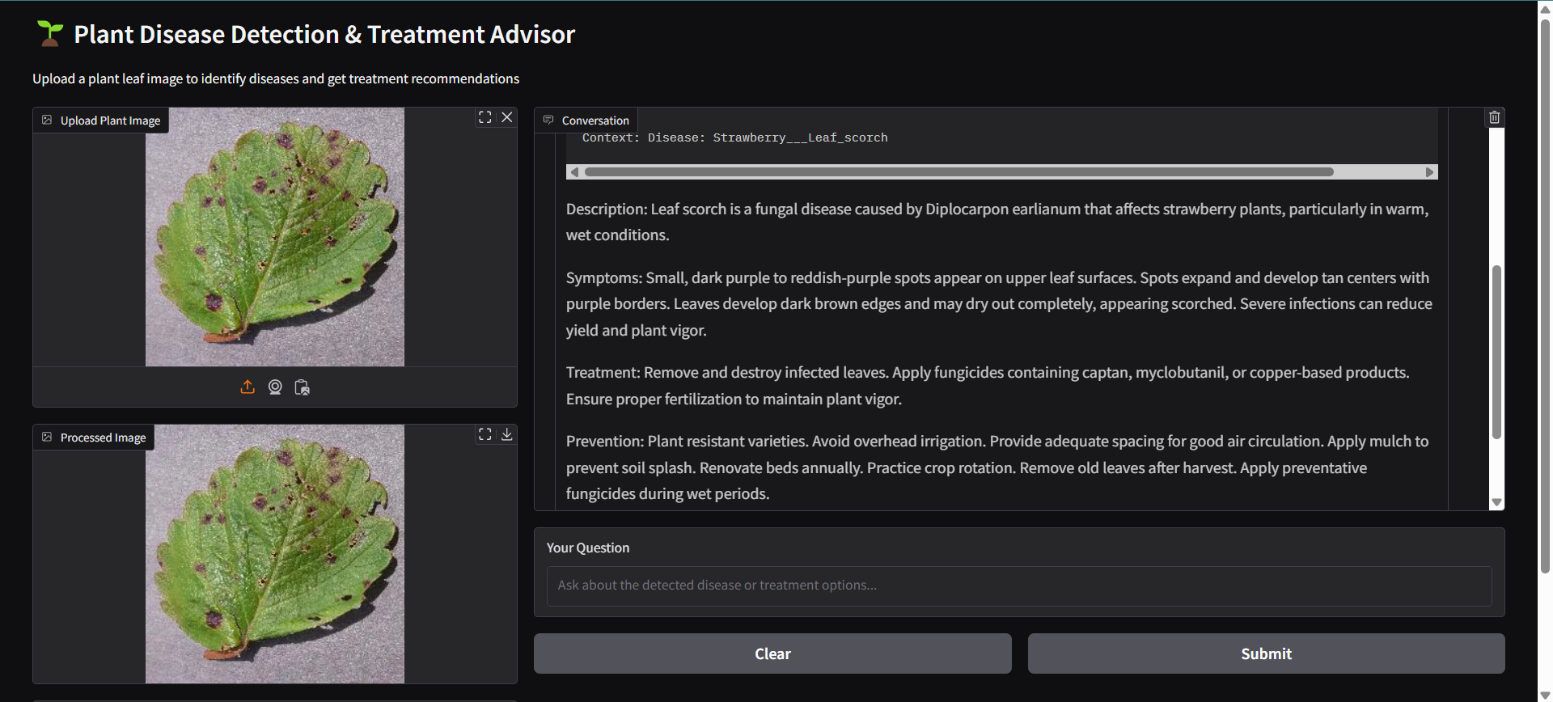 Plant Disease Detection & Treatment Advisor
Upload a plant leaf image to identify diseases and get treatment recommendations
Upload Plant Image
Processed Image
Conversation
Context: Disease: Strawberry___Leaf_scorch
Description: Leaf scorch is a fungal disease caused by Diplocarpon earlianum that affects strawberry plants, particularly in warm,
wet conditions.
Symptoms: Small, dark purple to reddish-purple spots appear on upper leaf surfaces. Spots expand and develop tan centers with
purple borders. Leaves develop dark brown edges and may dry out completely, appearing scorched. Severe infections can reduce
yield and plant vigor.
Treatment: Remove and destroy infected leaves. Apply fungicides containing captan, myclobutanil, or copper-based products.
Ensure proper fertilization to maintain plant vigor.
Prevention: Plant resistant varieties. Avoid overhead irrigation. Provide adequate spacing for good air circulation. Apply mulch to
prevent soil splash. Renovate beds annually. Practice crop rotation. Remove old leaves after harvest. Apply preventative
fungicides during wet periods.
Your Question
Ask about the detected disease or treatment options...
Clear
Submit